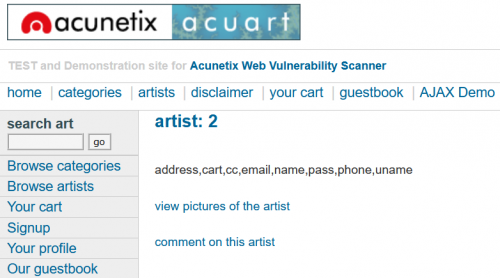 acunetix acuart
TEST and Demonstration site for Acunetix Web Vulnerability Scanner
home | categories | artists | disclaimer | your cart | guestbook | AJAX Demo
search art
go
Browse categories
Browse artists
Your cart
Signup
Your profile
Our guestbook
artist: 2
address,cart,cc,email,name,pass,phone,uname
view pictures of the artist
comment on this artist